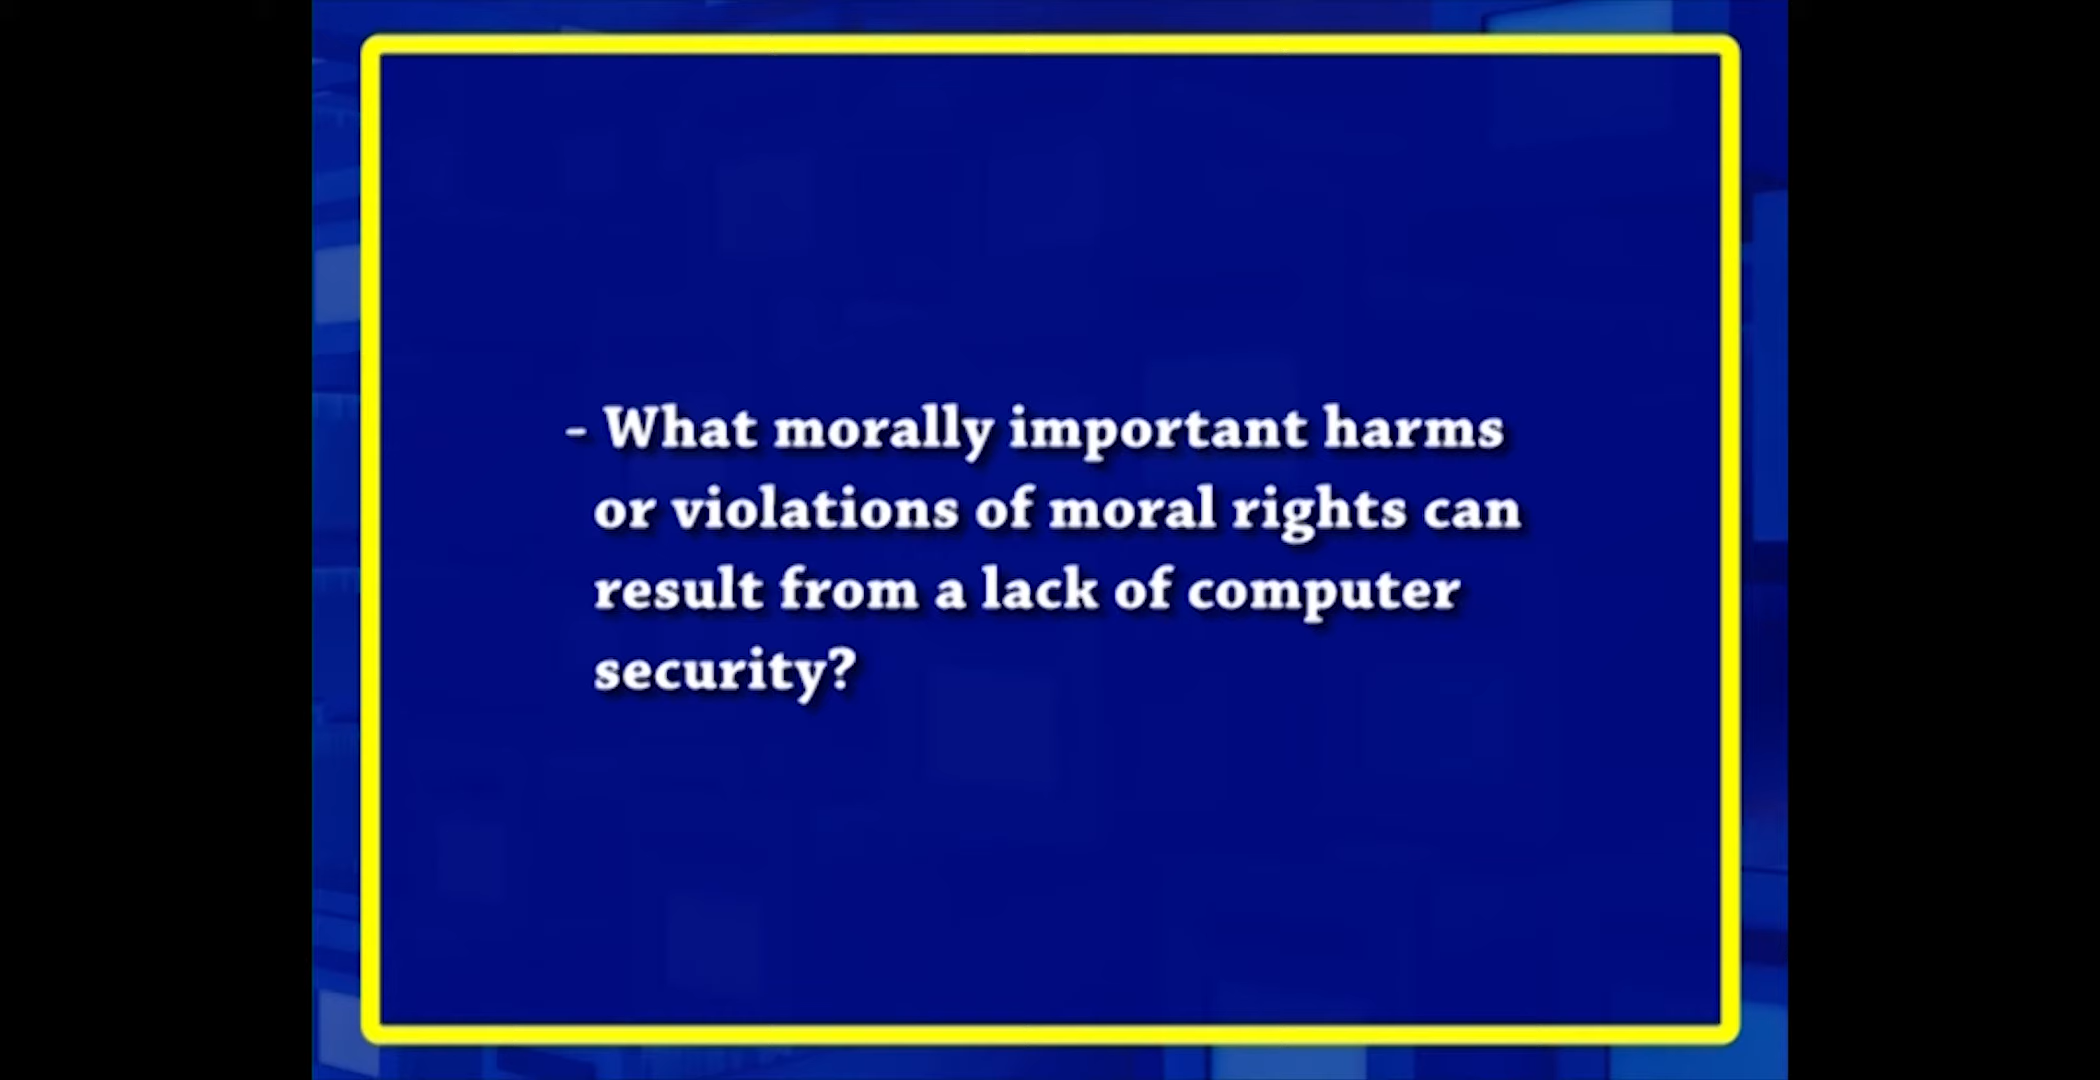 - What morally important harms
or violations of moral rights can
result from a lack of computer
security?